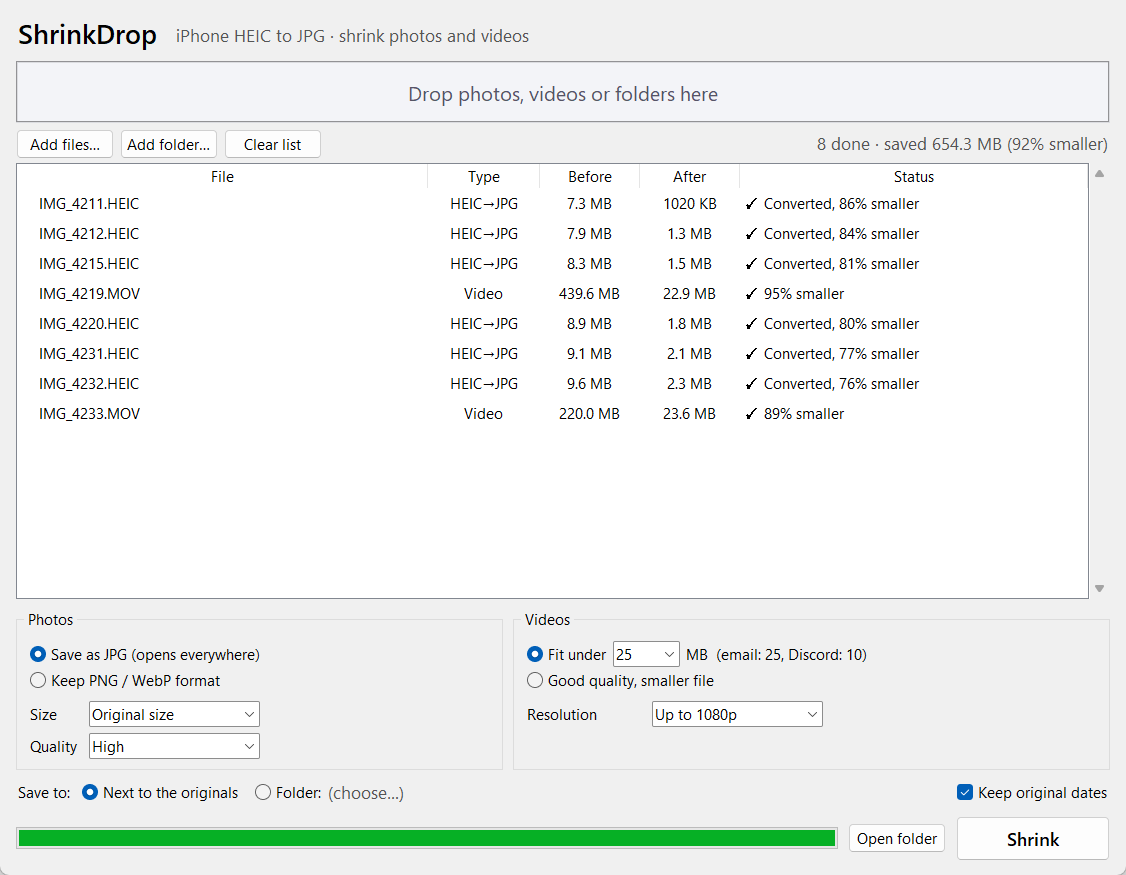 ShrinkDrop iPhone HEIC to JPG · shrink photos and videos
Drop photos, videos or folders here
Add files... Add folder... Clear list 8 done · saved 654.3 MB (92% smaller)
File Type Before After Status
IMG_4211.HEIC HEIC→JPG 7.3 MB 1020 KB ✓ Converted, 86% smaller
IMG_4212.HEIC HEIC→JPG 7.9 MB 1.3 MB ✓ Converted, 84% smaller
IMG_4215.HEIC HEIC→JPG 8.3 MB 1.5 MB ✓ Converted, 81% smaller
IMG_4219.MOV Video 439.6 MB 22.9 MB ✓ 95% smaller
IMG_4220.HEIC HEIC→JPG 8.9 MB 1.8 MB ✓ Converted, 80% smaller
IMG_4231.HEIC HEIC→JPG 9.1 MB 2.1 MB ✓ Converted, 77% smaller
IMG_4232.HEIC HEIC→JPG 9.6 MB 2.3 MB ✓ Converted, 76% smaller
IMG_4233.MOV Video 220.0 MB 23.6 MB ✓ 89% smaller
Photos
Save as JPG (opens everywhere)
Keep PNG / WebP format
Size Original size
Quality High
Videos
Fit under 25 MB (email: 25, Discord: 10)
Good quality, smaller file
Resolution Up to 1080p
Save to: Next to the originals Folder: (choose...) Keep original dates
Open folder Shrink